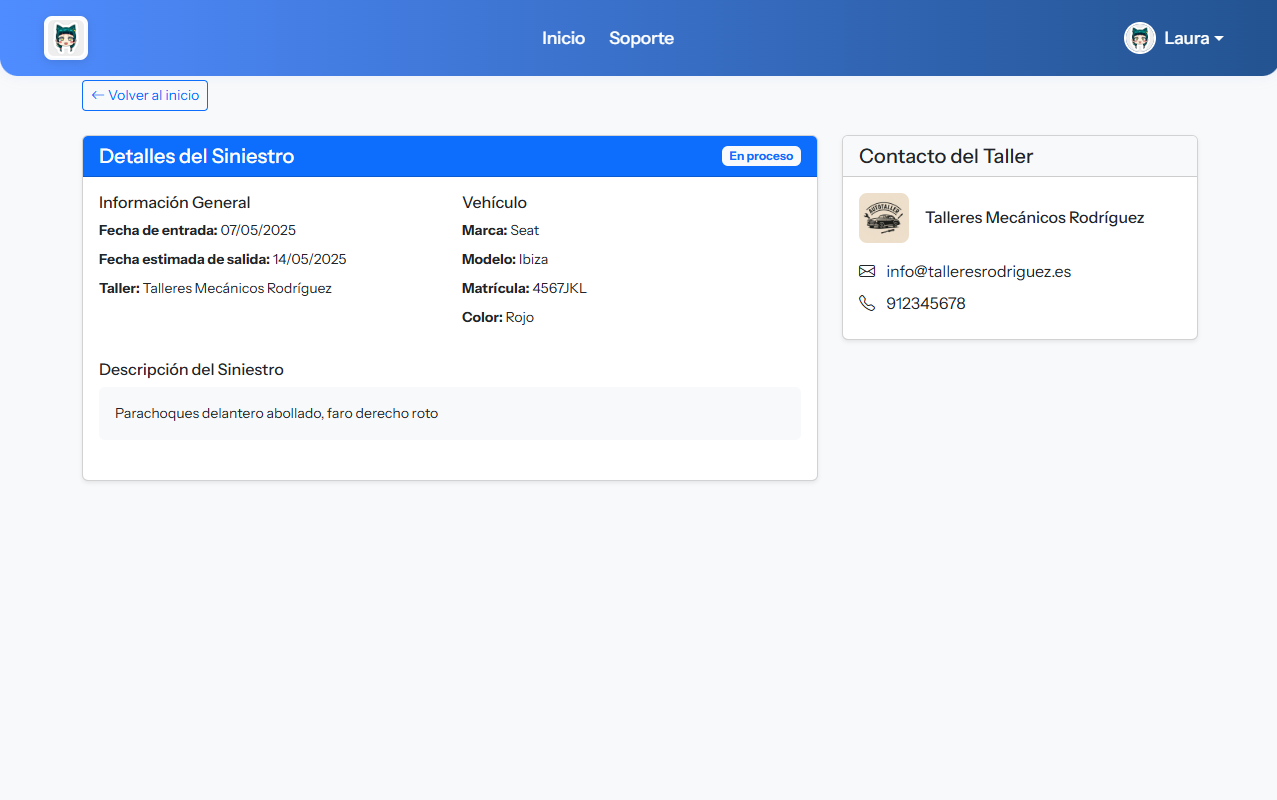 Inicio Soporte Laura
← Volver al inicio
Detalles del Siniestro En proceso
Información General
Fecha de entrada: 07/05/2025
Fecha estimada de salida: 14/05/2025
Taller: Talleres Mecánicos Rodríguez
Vehículo
Marca: Seat
Modelo: Ibiza
Matrícula: 4567JKL
Color: Rojo
Descripción del Siniestro
Parachoques delantero abollado, faro derecho roto
Contacto del Taller
AUTOTALLER
Talleres Mecánicos Rodríguez
info@talleresrodriguez.es
912345678